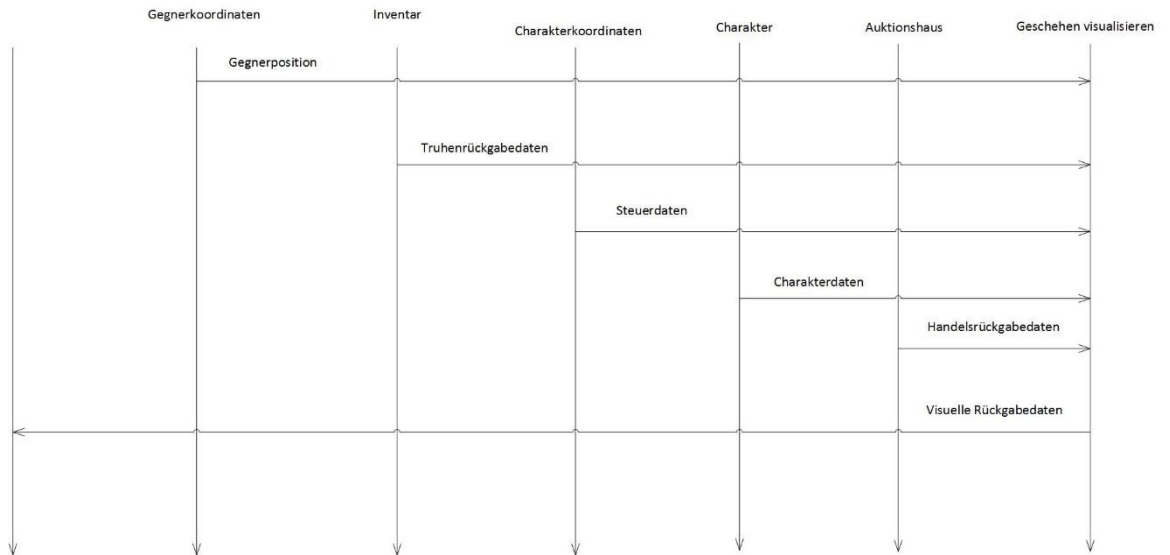 Gegnerkoordinaten
Inventar
Charakterkoordinaten
Charakter
Auktionshaus
Geschehen visualisieren
Gegnerposition
Truhenrückgabedaten
Steuerdaten
Charakterdaten
Handelsrückgabedaten
Visuelle Rückgabedaten